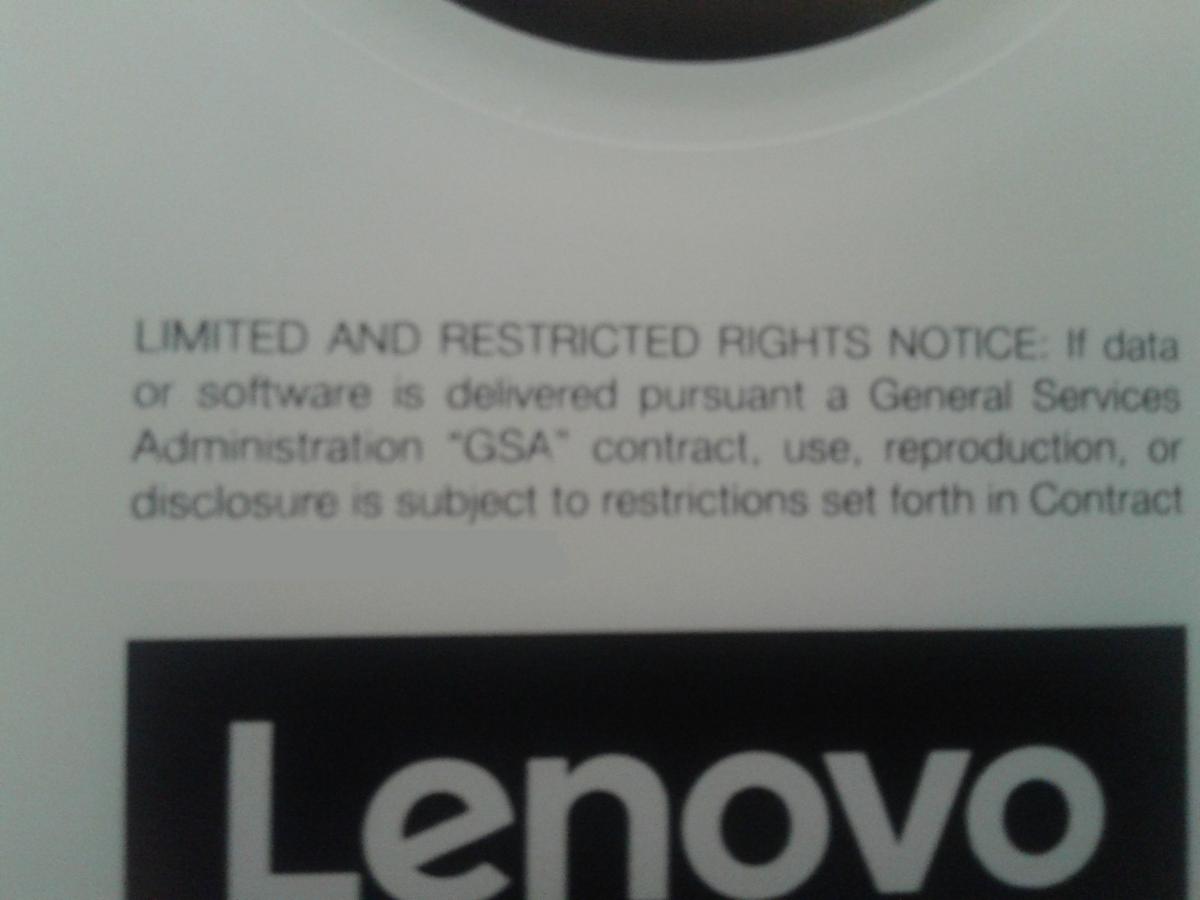 LIMITED AND RESTRICTED RIGHTS NOTICE: If data
or software is delivered pursuant a General Services
Administration "GSA" contract, use, reproduction, or
disclosure is subject to restrictions set forth in Contract
Lenovo